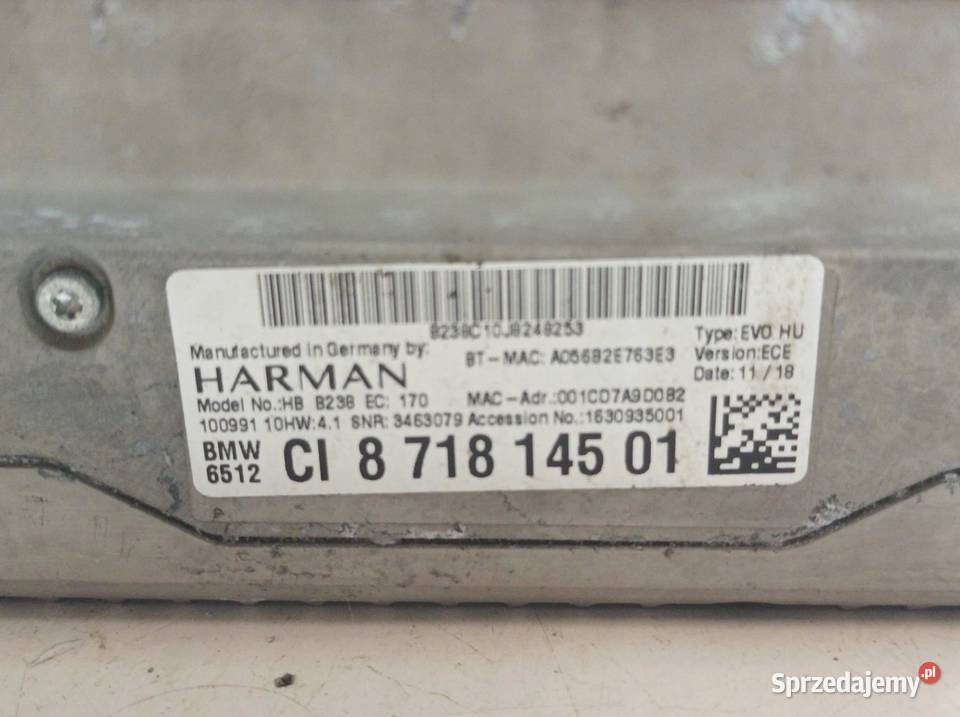 B238C10J8248253
Manufactured in Germany by:
HARMAN
BT-MAC: A056B2E763E3
Type:EVO HU
Version:ECE
Date: 11/18
Model No.:HB B238 EC: 170 MAC-Adr.:001CD7A9D0B2
100991 10HW:4.1 SNR: 3463079 Accession No.:1630935001
BMW
6512
CI 8 718 145 01
Sprzedajemy.pl